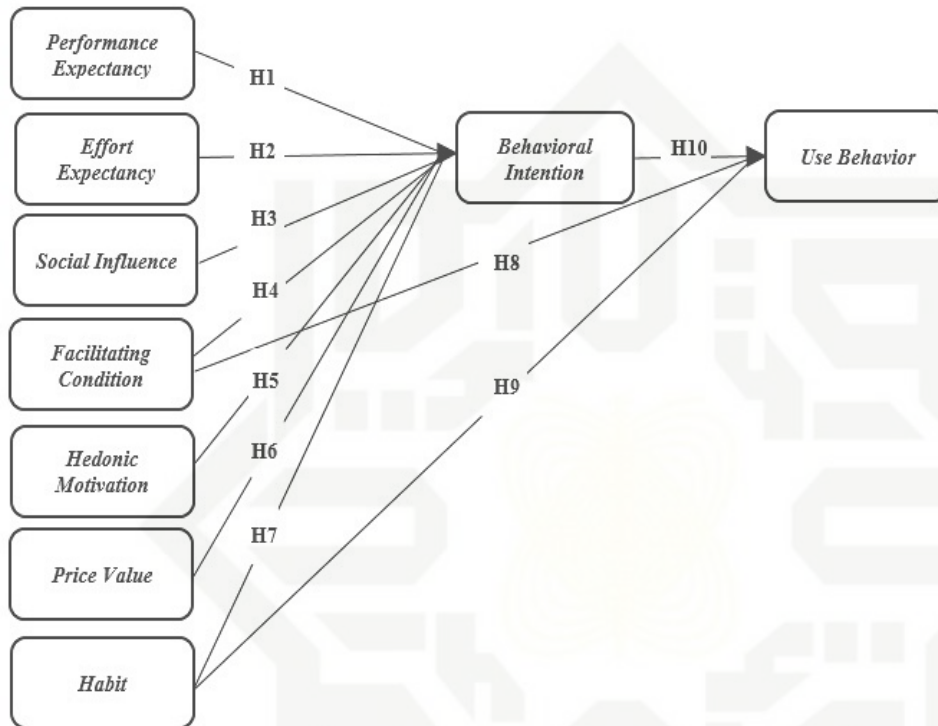 Performance
Expectancy
H1
Effort
Expectancy
H2
Behavioral
Intention
H10
Use Behavior
Social Influence
H3
H8
Facilitating
Condition
H4
H9
Hedonic
Motivation
H5
H6
Price Value
H7
Habit